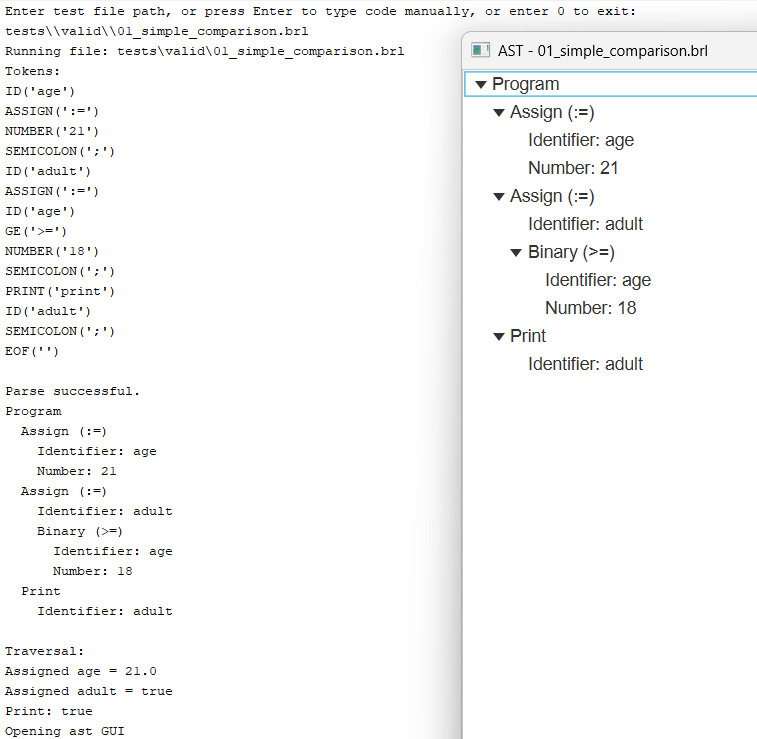 Enter test file path, or press Enter to type code manually, or enter 0 to exit:
tests\\valid\\01_simple_comparison.brl
Running file: tests\valid\01_simple_comparison.brl
Tokens:
ID('age')
ASSIGN(':=')
NUMBER('21')
SEMICOLON(';')
ID('adult')
ASSIGN(':=')
ID('age')
GE('>=')
NUMBER('18')
SEMICOLON(';')
PRINT('print')
ID('adult')
SEMICOLON(';')
EOF('')

Parse successful.
Program
  Assign (:=)
    Identifier: age
    Number: 21
  Assign (:=)
    Identifier: adult
    Binary (>=)
      Identifier: age
      Number: 18
  Print
    Identifier: adult

Traversal:
Assigned age = 21.0
Assigned adult = true
Print: true
Opening ast GUI
AST - 01_simple_comparison.brl
Program
Assign (:=)
Identifier: age
Number: 21
Assign (:=)
Identifier: adult
Binary (>=)
Identifier: age
Number: 18
Print
Identifier: adult